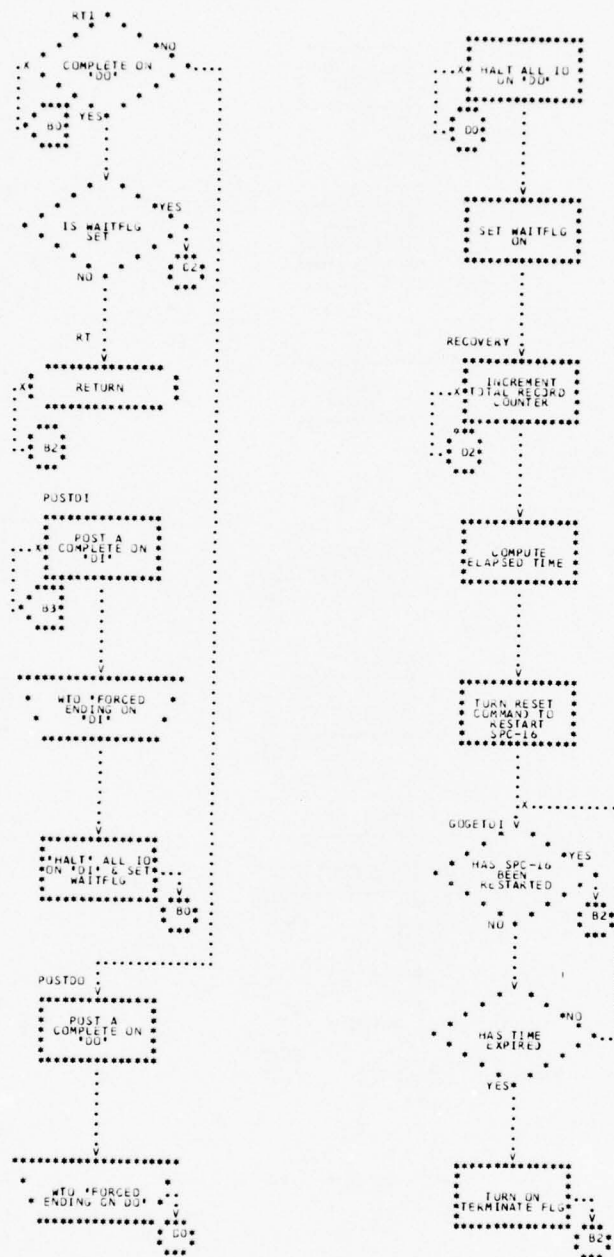 RT1
COMPLETE ON
'DO'
NO
X
B0
YES
IS WAITFLG
SET
YES
G2
NO
RT
RETURN
X
B2
POSTDI
POST A
COMPLETE ON
'DI'
X
B3
WTO 'FORCED
ENDING ON
'DI'
'HALT' ALL IO
ON 'DI' & SET
WAITFLG
B0
POSTDO
POST A
COMPLETE ON
'DO'
WTO 'FORCED
ENDING ON DO'
D0
HALT ALL IO
ON 'DO'
X
D0
SET WAITFLG
ON
RECOVERY
INCREMENT
TOTAL RECORD
COUNTER
X
D2
COMPUTE
ELAPSED TIME
TURN RESET
COMMAND TO
RESTART
SPC-16
X
GOGETDI
HAS SPC-16
BEEN
RESTARTED
YES
B2
NO
HAS TIME
EXPIRED
NO
YES
TURN ON
TERMINATE FLG
B2